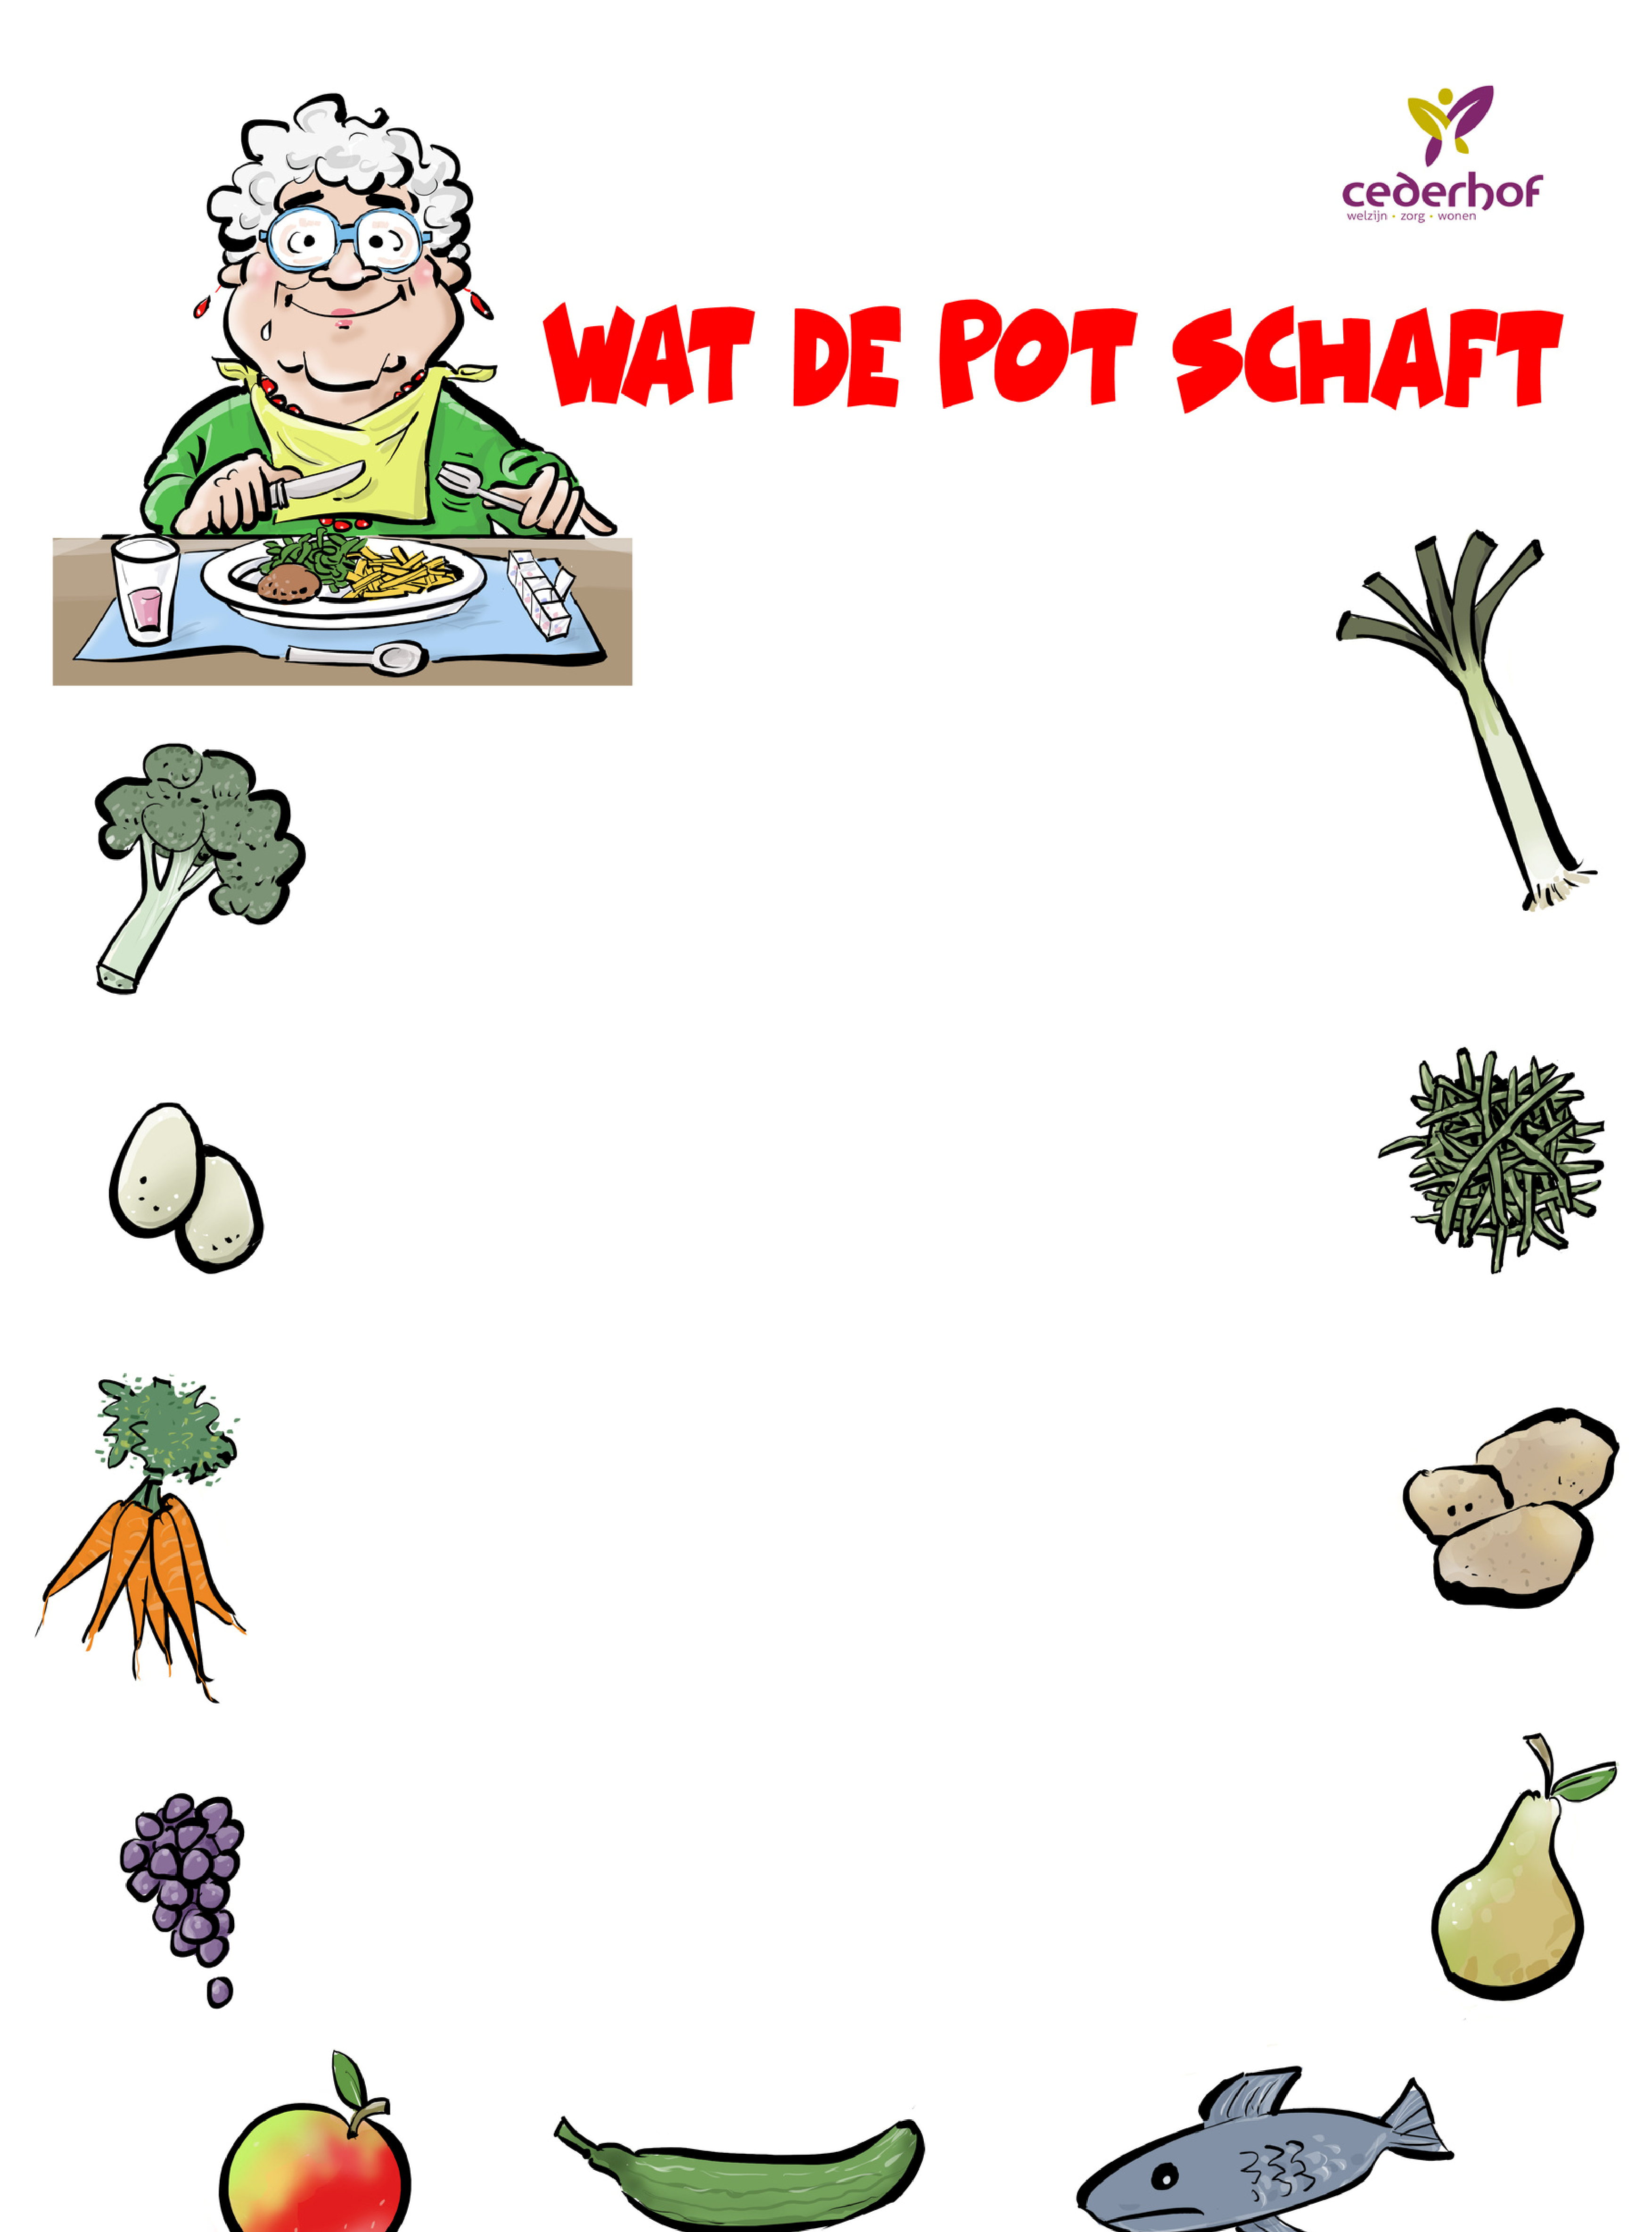 cederhof
welzijn · zorg · wonen
WAT DE POT SCHAFT